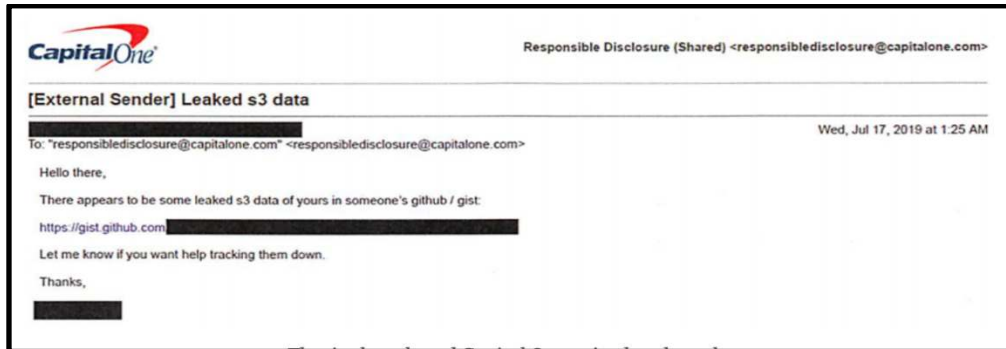 CapitalOne
Responsible Disclosure (Shared) <responsibledisclosure@capitalone.com>
[External Sender] Leaked s3 data
Wed, Jul 17, 2019 at 1:25 AM
To: "responsibledisclosure@capitalone.com" <responsibledisclosure@capitalone.com>
Hello there,
There appears to be some leaked s3 data of yours in someone's github / gist:
https://gist.github.com
Let me know if you want help tracking them down.
Thanks,